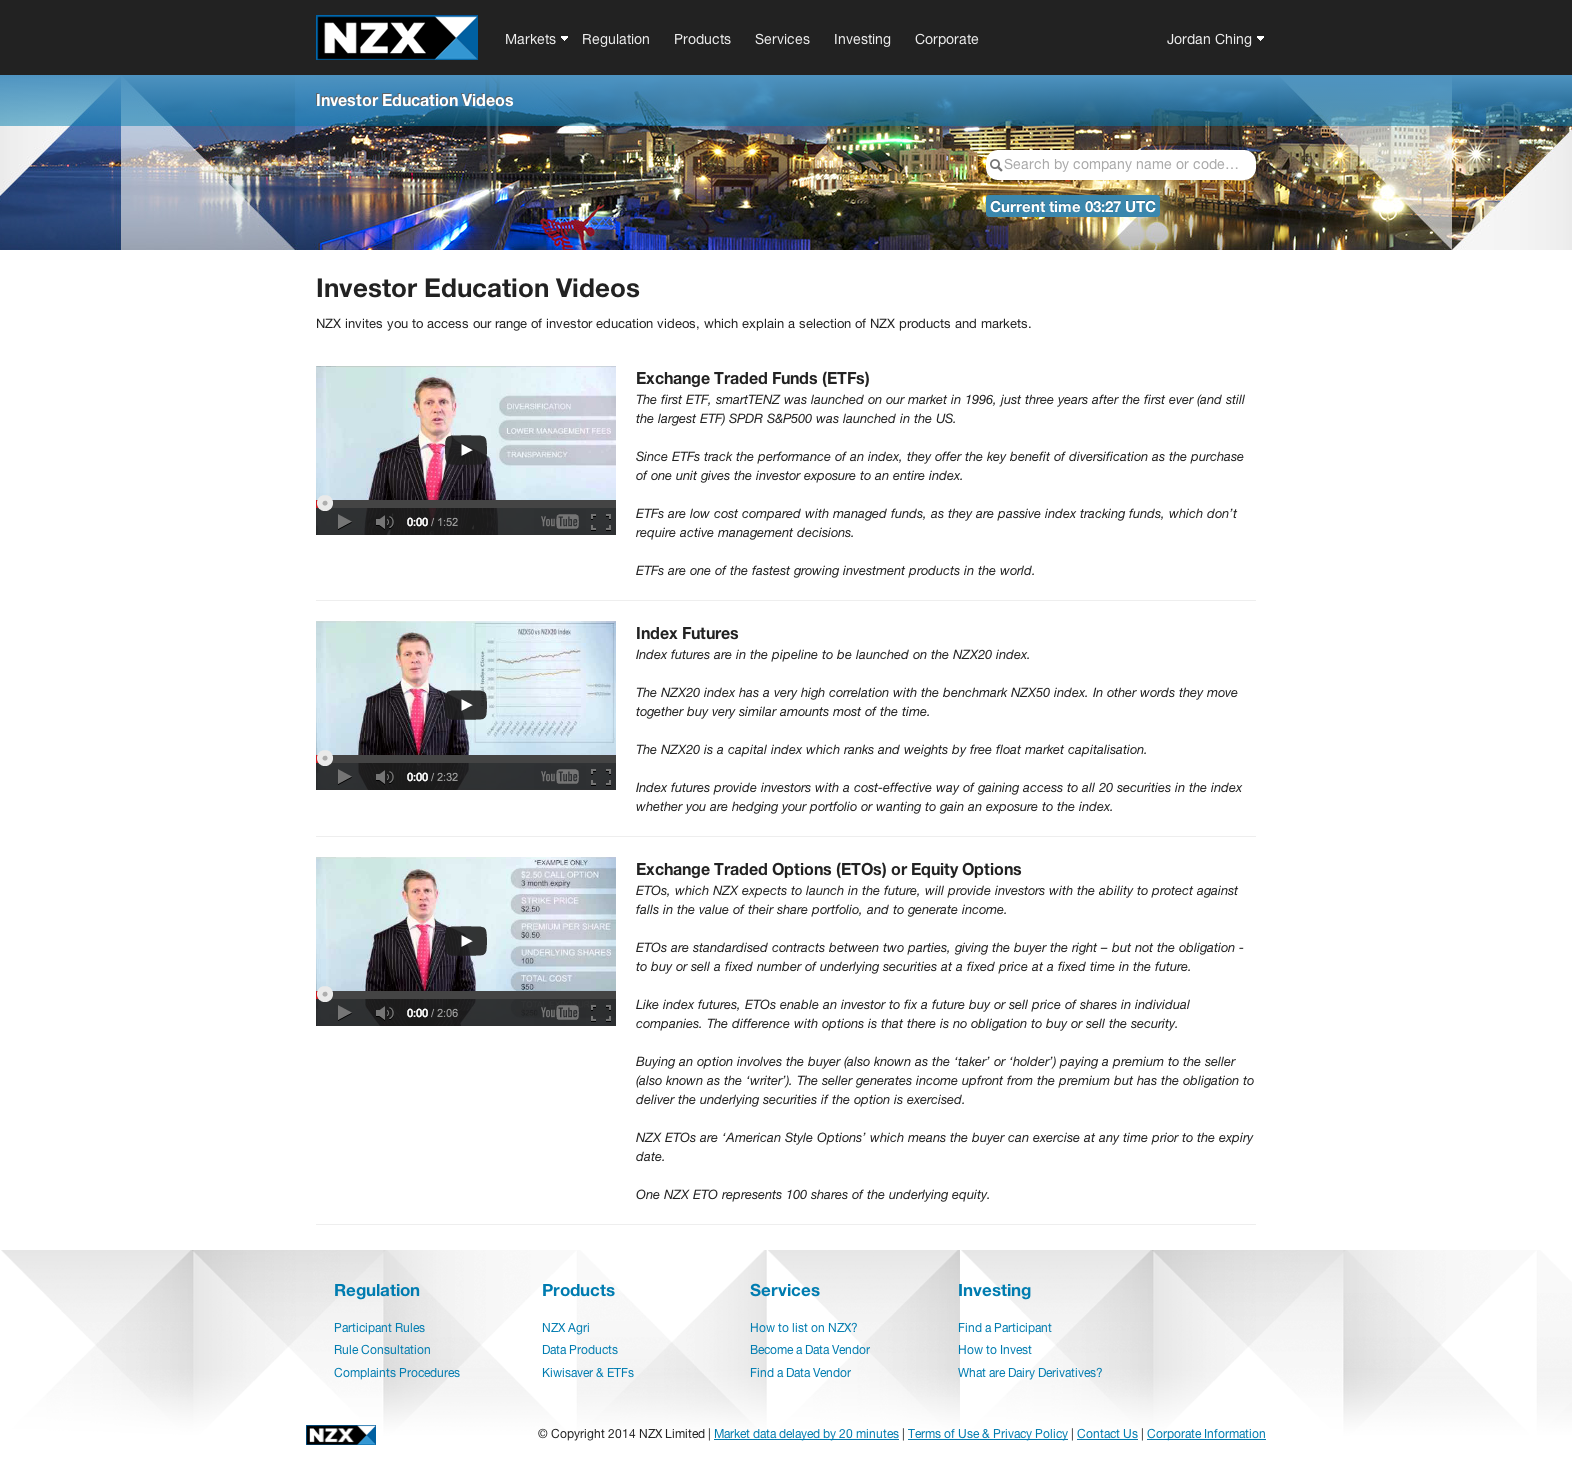 NZX Markets Regulation Products Services Investing Corporate Jordan Ching
Investor Education Videos
Search by company name or code...
Current time 03:27 UTC
Investor Education Videos
NZX invites you to access our range of investor education videos, which explain a selection of NZX products and markets.
DIVERSIFICATION
LOWER MANAGEMENT FEES
TRANSPARENCY
0:00 / 1:52 YouTube
Exchange Traded Funds (ETFs)
The first ETF, smartTENZ was launched on our market in 1996, just three years after the first ever (and still
the largest ETF) SPDR S&P500 was launched in the US.
Since ETFs track the performance of an index, they offer the key benefit of diversification as the purchase
of one unit gives the investor exposure to an entire index.
ETFs are low cost compared with managed funds, as they are passive index tracking funds, which don't
require active management decisions.
ETFs are one of the fastest growing investment products in the world.
NZX50 vs NZX20 Index
0:00 / 2:32 YouTube
Index Futures
Index futures are in the pipeline to be launched on the NZX20 index.
The NZX20 index has a very high correlation with the benchmark NZX50 index. In other words they move
together buy very similar amounts most of the time.
The NZX20 is a capital index which ranks and weights by free float market capitalisation.
Index futures provide investors with a cost-effective way of gaining access to all 20 securities in the index
whether you are hedging your portfolio or wanting to gain an exposure to the index.
*EXAMPLE ONLY
$2.50 CALL OPTION
3 month expiry
STRIKE PRICE
$2.50
PREMIUM PER SHARE
$0.50
UNDERLYING SHARES
100
TOTAL COST
$50
0:00 / 2:06 YouTube
Exchange Traded Options (ETOs) or Equity Options
ETOs, which NZX expects to launch in the future, will provide investors with the ability to protect against
falls in the value of their share portfolio, and to generate income.
ETOs are standardised contracts between two parties, giving the buyer the right – but not the obligation -
to buy or sell a fixed number of underlying securities at a fixed price at a fixed time in the future.
Like index futures, ETOs enable an investor to fix a future buy or sell price of shares in individual
companies. The difference with options is that there is no obligation to buy or sell the security.
Buying an option involves the buyer (also known as the 'taker' or 'holder') paying a premium to the seller
(also known as the 'writer'). The seller generates income upfront from the premium but has the obligation to
deliver the underlying securities if the option is exercised.
NZX ETOs are 'American Style Options' which means the buyer can exercise at any time prior to the expiry
date.
One NZX ETO represents 100 shares of the underlying equity.
Regulation Products Services Investing
Participant Rules NZX Agri How to list on NZX? Find a Participant
Rule Consultation Data Products Become a Data Vendor How to Invest
Complaints Procedures Kiwisaver & ETFs Find a Data Vendor What are Dairy Derivatives?
NZX © Copyright 2014 NZX Limited | Market data delayed by 20 minutes | Terms of Use & Privacy Policy | Contact Us | Corporate Information